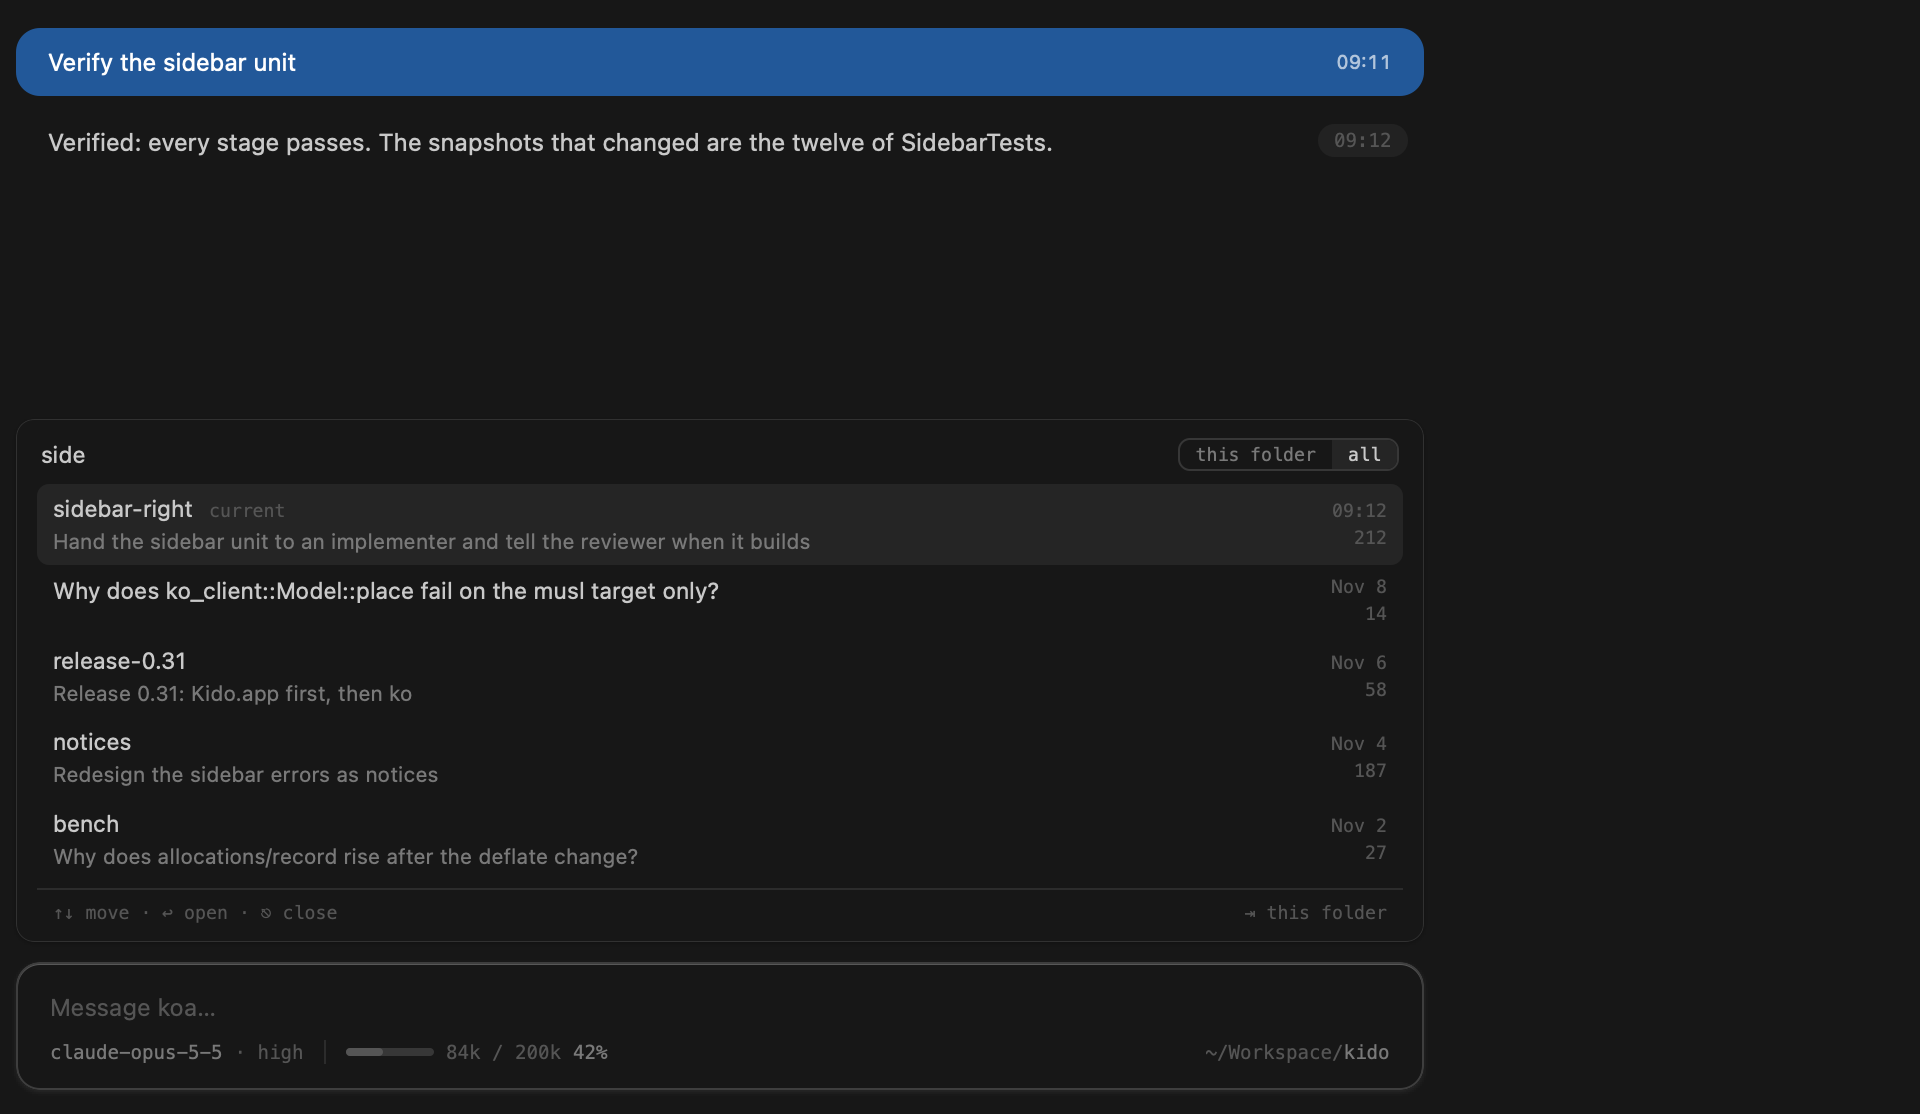 Verify the sidebar unit 09:11
Verified: every stage passes. The snapshots that changed are the twelve of SidebarTests. 09:12
side this folder all
sidebar-right current 09:12
Hand the sidebar unit to an implementer and tell the reviewer when it builds 212
Why does ko_client::Model::place fail on the musl target only? Nov 8
14
release-0.31 Nov 6
Release 0.31: Kido.app first, then ko 58
notices Nov 4
Redesign the sidebar errors as notices 187
bench Nov 2
Why does allocations/record rise after the deflate change? 27
↑↓ move · ↩ open · ⎋ close ⇥ this folder
Message koa...
claude-opus-5-5 · high 84k / 200k 42% ~/Workspace/kido